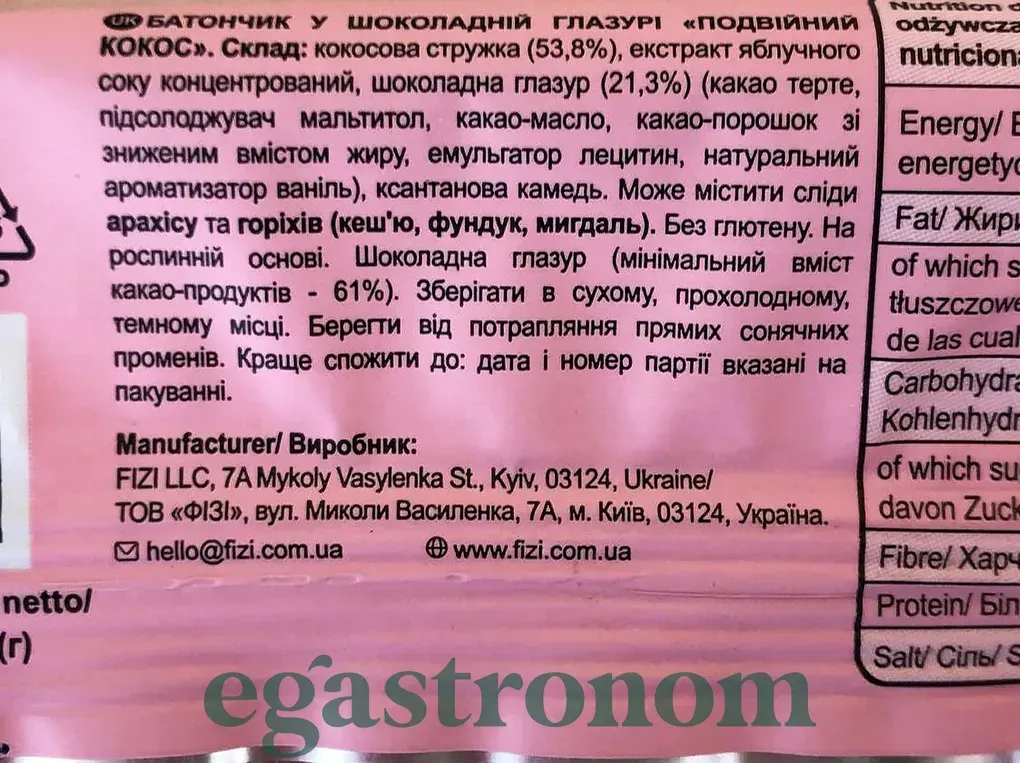 UK БАТОНЧИК У ШОКОЛАДНІЙ ГЛАЗУРІ «ПОДВІЙНИЙ
КОКОС». Склад: кокосова стружка (53,8%), екстракт яблучного
соку концентрований, шоколадна глазур (21,3%) (какао терте,
підсолоджувач мальтитол, какао-масло, какао-порошок зі
зниженим вмістом жиру, емульгатор лецитин, натуральний
ароматизатор ваніль), ксантанова камедь. Може містити сліди
арахісу та горіхів (кеш'ю, фундук, мигдаль). Без глютену. На
рослинній основі. Шоколадна глазур (мінімальний вміст
какао-продуктів - 61%). Зберігати в сухому, прохолодному,
темному місці. Берегти від потрапляння прямих сонячних
променів. Краще спожити до: дата і номер партії вказані на
пакуванні.
Manufacturer/ Виробник:
FIZI LLC, 7A Mykoly Vasylenka St., Kyiv, 03124, Ukraine/
ТОВ «ФІЗІ», вул. Миколи Василенка, 7А, м. Київ, 03124, Україна.
hello@fizi.com.ua www.fizi.com.ua
netto/
(г)
Nutrition
odżywcza
nutriciona
Energy/
energetyc
Fat/ Жири
of which s
tłuszczowe
de las cual
Carbohydra
Kohlenhydr
of which su
davon Zuck
Fibre/ Харч
Protein/ Біл
Salt/ Сіль/ S
egastronom